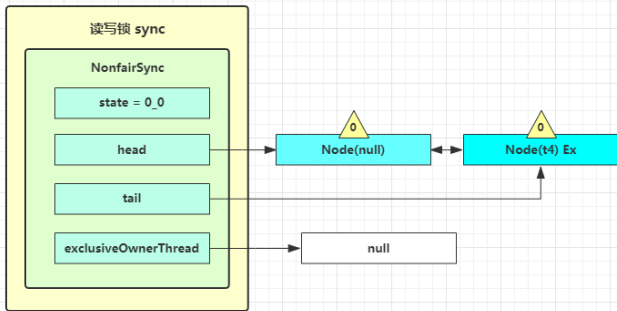 读写锁 sync
NonfairSync
state = 0_0
0
0
head
Node(null)
Node(t4) Ex
tail
exclusiveOwnerThread
null